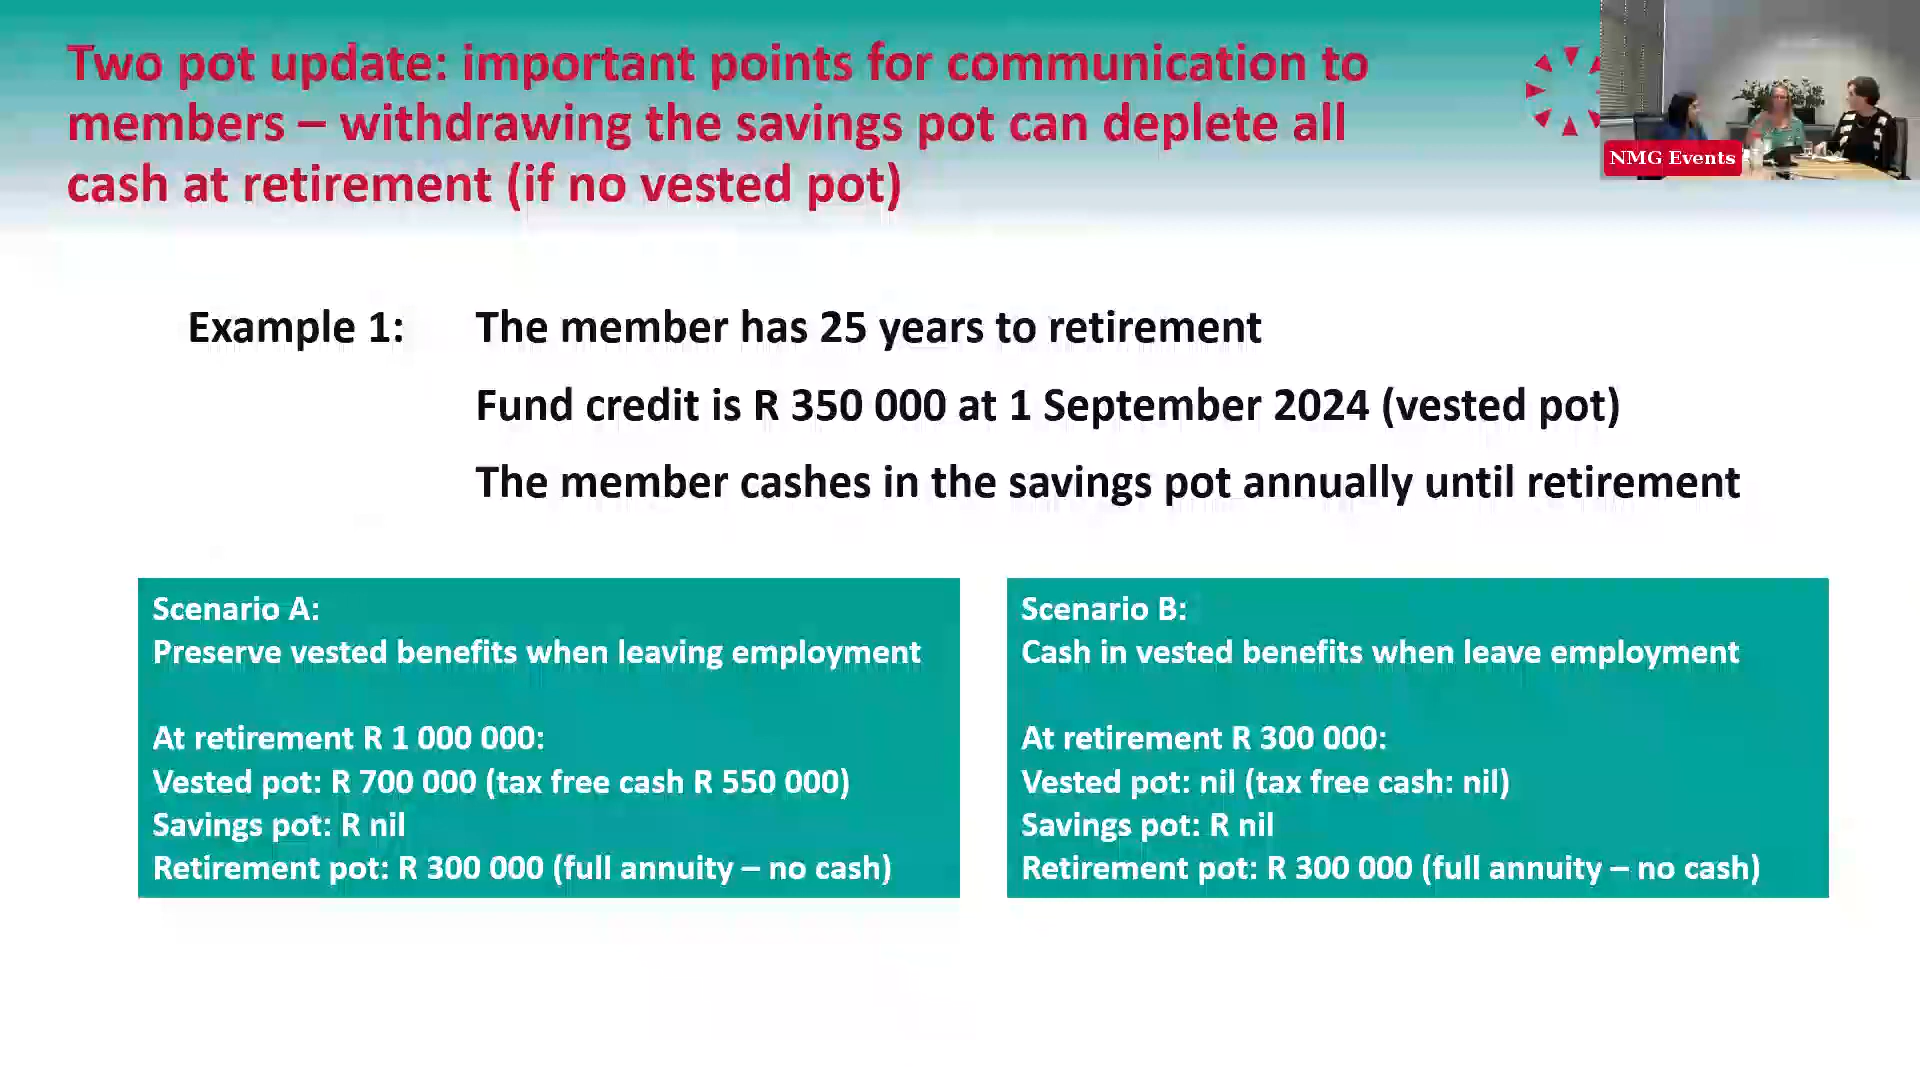 Two pot update: important points for communication to
members – withdrawing the savings pot can deplete all
cash at retirement (if no vested pot)
NMG Events
Example 1: The member has 25 years to retirement
Fund credit is R 350 000 at 1 September 2024 (vested pot)
The member cashes in the savings pot annually until retirement
Scenario A:
Preserve vested benefits when leaving employment
At retirement R 1 000 000:
Vested pot: R 700 000 (tax free cash R 550 000)
Savings pot: R nil
Retirement pot: R 300 000 (full annuity – no cash)
Scenario B:
Cash in vested benefits when leave employment
At retirement R 300 000:
Vested pot: nil (tax free cash: nil)
Savings pot: R nil
Retirement pot: R 300 000 (full annuity – no cash)